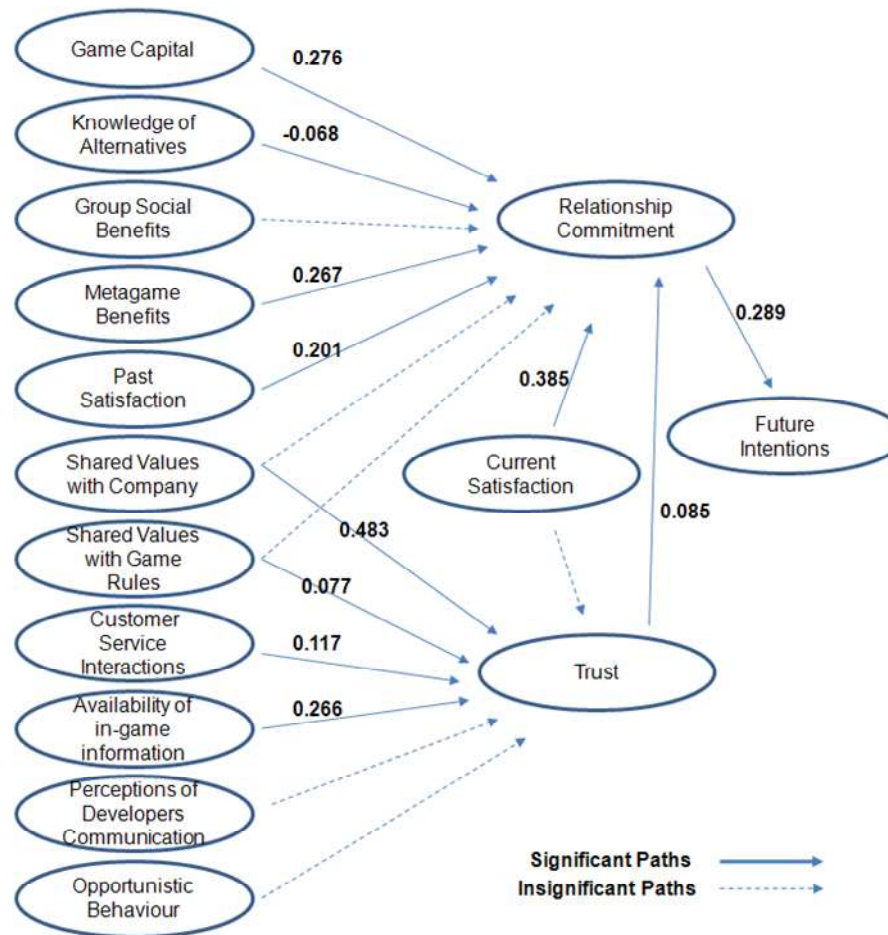 Game Capital
0.276
Knowledge of
Alternatives
-0.068
Group Social
Benefits
Relationship
Commitment
Metagame
Benefits
0.267
Past
Satisfaction
0.201
0.289
0.385
Future
Intentions
Shared Values
with Company
Current
Satisfaction
0.483
0.085
Shared Values
with Game
Rules
0.077
Customer
Service
Interactions
0.117
Trust
Availability of
in-game
information
0.266
Perceptions of
Developers
Communication
Opportunistic
Behaviour
Significant Paths
Insignificant Paths